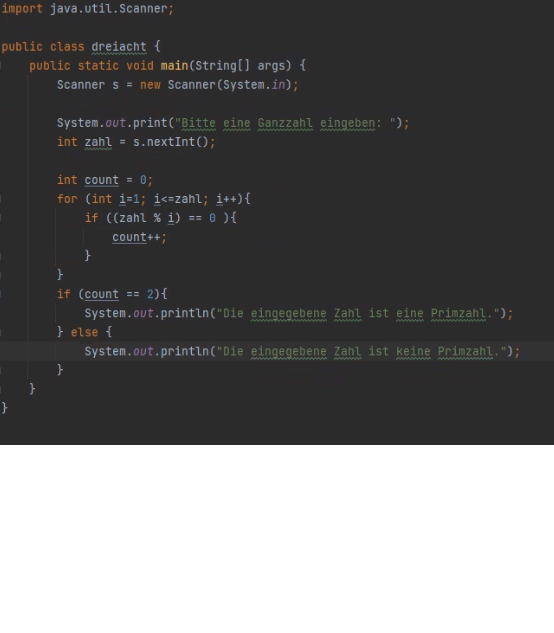 import java.util.Scanner;
public class dreiacht {
public static void main(String[] args) {
Scanner s = new Scanner(System.in);
System.out.print("Bitte eine Ganzzahl eingeben: ");
int zahl = s.nextInt();
int count = 0;
for (int i=1; i<=zahl; i++){
if ((zahl % i) == 0 ){
count++;
}
}
if (count == 2){
System.out.println("Die eingegebene Zahl ist eine Primzahl.");
} else {
System.out.println("Die eingegebene Zahl ist keine Primzahl.");
}
}
}